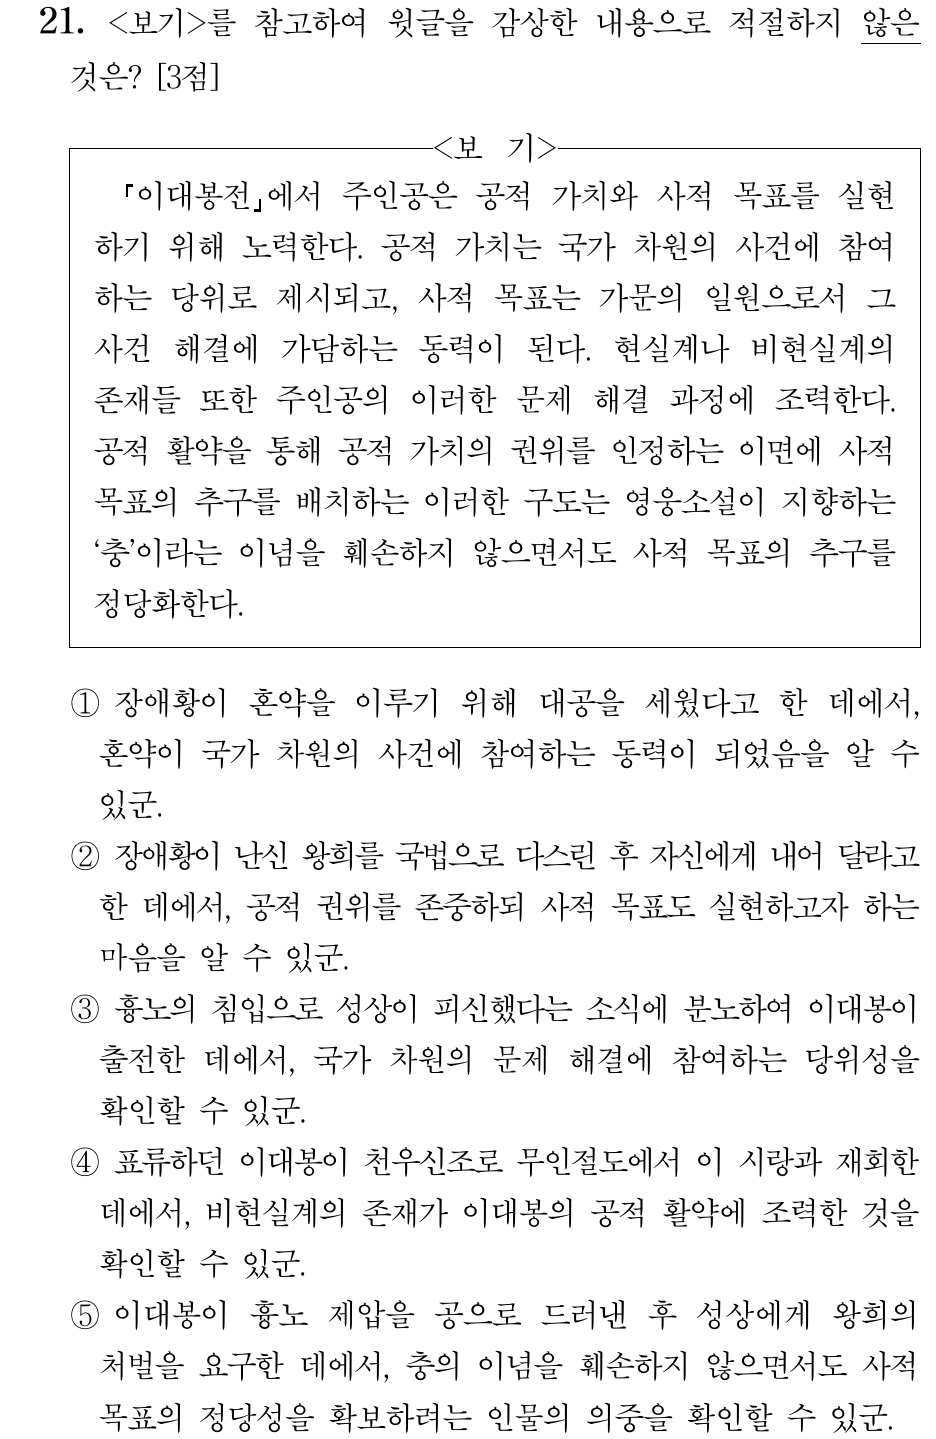 21. <보기>를 참고하여 윗글을 감상한 내용으로 적절하지 않은
것은? [3점]
<보 기>
「이대봉전」에서 주인공은 공적 가치와 사적 목표를 실현
하기 위해 노력한다. 공적 가치는 국가 차원의 사건에 참여
하는 당위로 제시되고, 사적 목표는 가문의 일원으로서 그
사건 해결에 가담하는 동력이 된다. 현실계나 비현실계의
존재들 또한 주인공의 이러한 문제 해결 과정에 조력한다.
공적 활약을 통해 공적 가치의 권위를 인정하는 이면에 사적
목표의 추구를 배치하는 이러한 구도는 영웅소설이 지향하는
‘충’이라는 이념을 훼손하지 않으면서도 사적 목표의 추구를
정당화한다.
① 장애황이 혼약을 이루기 위해 대공을 세웠다고 한 데에서,
혼약이 국가 차원의 사건에 참여하는 동력이 되었음을 알 수
있군.
② 장애황이 난신 왕희를 국법으로 다스린 후 자신에게 내어 달라고
한 데에서, 공적 권위를 존중하되 사적 목표도 실현하고자 하는
마음을 알 수 있군.
③ 흉노의 침입으로 성상이 피신했다는 소식에 분노하여 이대봉이
출전한 데에서, 국가 차원의 문제 해결에 참여하는 당위성을
확인할 수 있군.
④ 표류하던 이대봉이 천우신조로 무인절도에서 이 시랑과 재회한
데에서, 비현실계의 존재가 이대봉의 공적 활약에 조력한 것을
확인할 수 있군.
⑤ 이대봉이 흉노 제압을 공으로 드러낸 후 성상에게 왕희의
처벌을 요구한 데에서, 충의 이념을 훼손하지 않으면서도 사적
목표의 정당성을 확보하려는 인물의 의중을 확인할 수 있군.